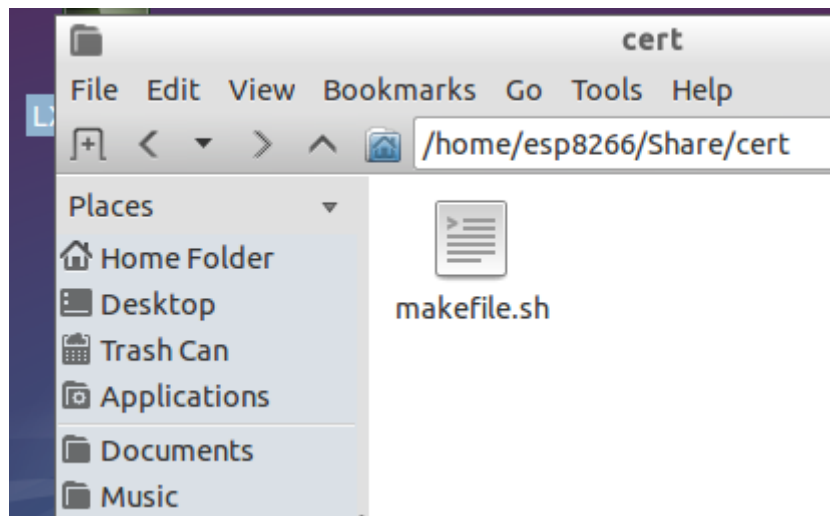 cert
File Edit View Bookmarks Go Tools Help
LX
/home/esp8266/Share/cert
Places
Home Folder
Desktop
Trash Can
Applications
Documents
Music
makefile.sh